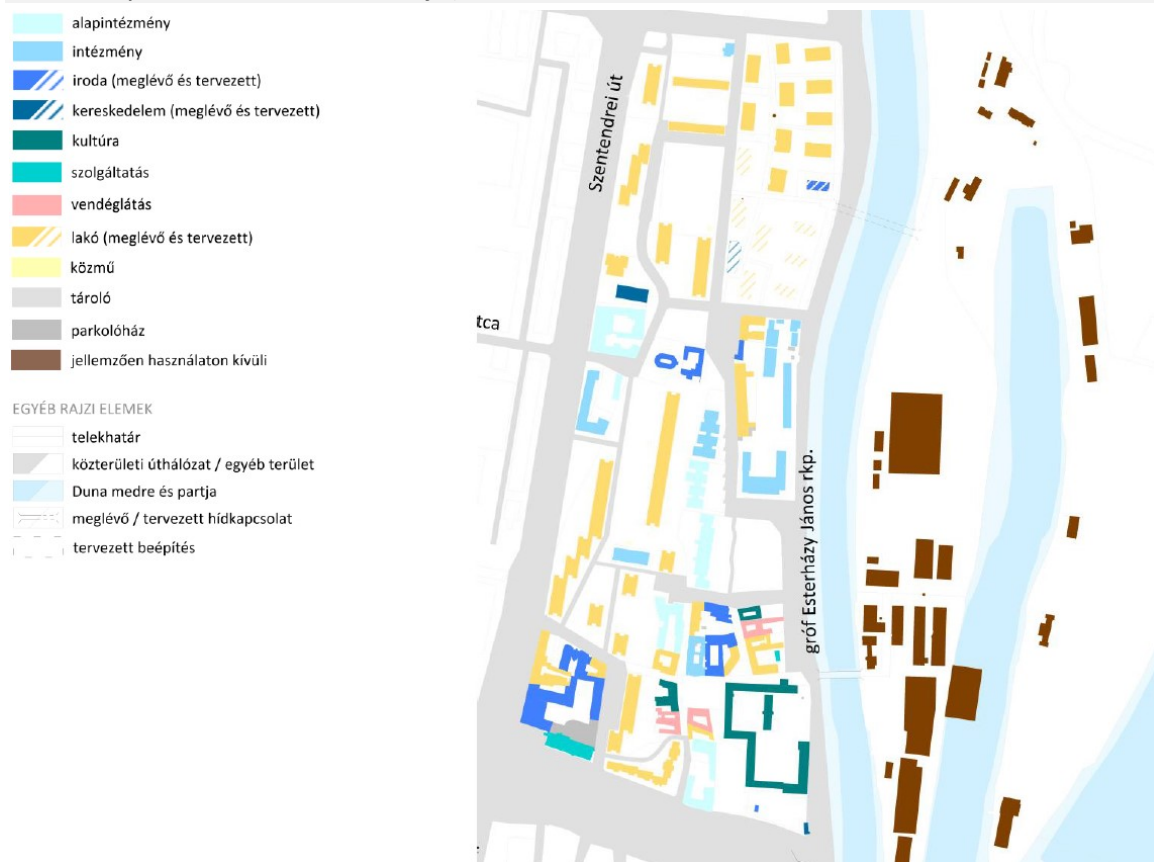 alapintézmény
intézmény
iroda (meglévő és tervezett)
kereskedelem (meglévő és tervezett)
kultúra
szolgáltatás
vendéglátás
lakó (meglévő és tervezett)
közmű
tároló
parkolóház
jellemzően használaton kívüli
EGYÉB RAJZI ELEMEK
telekhatár
közterületi úthálózat / egyéb terület
Duna medre és partja
meglévő / tervezett hídkapcsolat
tervezett beépítés
Szentendrei út
tca
gróf Esterházy János rkp.